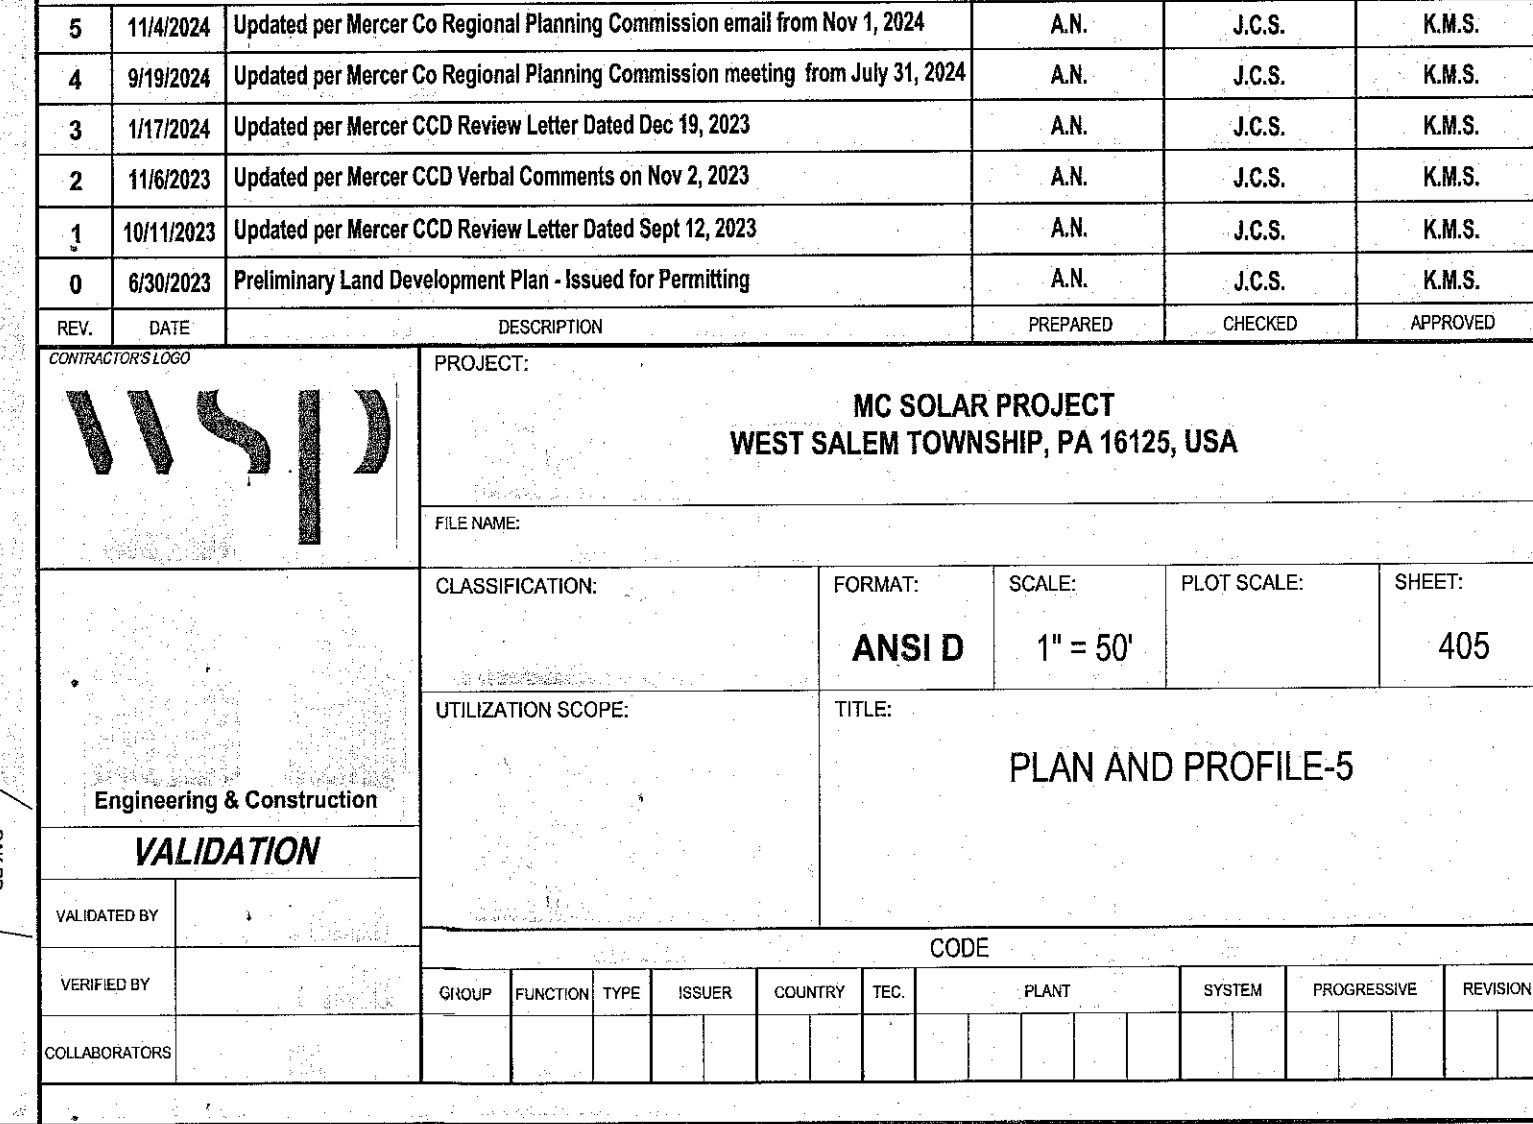 5 11/4/2024 Updated per Mercer Co Regional Planning Commission email from Nov 1, 2024 A.N. J.C.S. K.M.S.
4 9/19/2024 Updated per Mercer Co Regional Planning Commission meeting from July 31, 2024 A.N. J.C.S. K.M.S.
3 1/17/2024 Updated per Mercer CCD Review Letter Dated Dec 19, 2023 A.N. J.C.S. K.M.S.
2 11/6/2023 Updated per Mercer CCD Verbal Comments on Nov 2, 2023 A.N. J.C.S. K.M.S.
1 10/11/2023 Updated per Mercer CCD Review Letter Dated Sept 12, 2023 A.N. J.C.S. K.M.S.
0 6/30/2023 Preliminary Land Development Plan - Issued for Permitting A.N. J.C.S. K.M.S.
REV. DATE DESCRIPTION PREPARED CHECKED APPROVED
CONTRACTOR'S LOGO
wsp
PROJECT:
MC SOLAR PROJECT
WEST SALEM TOWNSHIP, PA 16125, USA
FILE NAME:
CLASSIFICATION: FORMAT: SCALE: PLOT SCALE: SHEET:
ANSI D 1" = 50' 405
UTILIZATION SCOPE: TITLE:
PLAN AND PROFILE-5
Engineering & Construction
VALIDATION
VALIDATED BY
VERIFIED BY
COLLABORATORS
CODE
GROUP FUNCTION TYPE ISSUER COUNTRY TEC. PLANT SYSTEM PROGRESSIVE REVISION